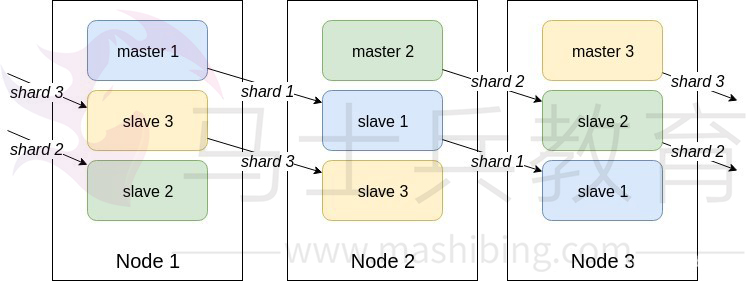 master 1
master 2
master 3
shard 3
shard 1
shard 2
shard 3
slave 3
slave 1
slave 2
shard 2
shard 3
shard 1
shard 2
slave 2
slave 3
slave 1
马士兵教育
www.mashibing.com
Node 1
Node 2
Node 3